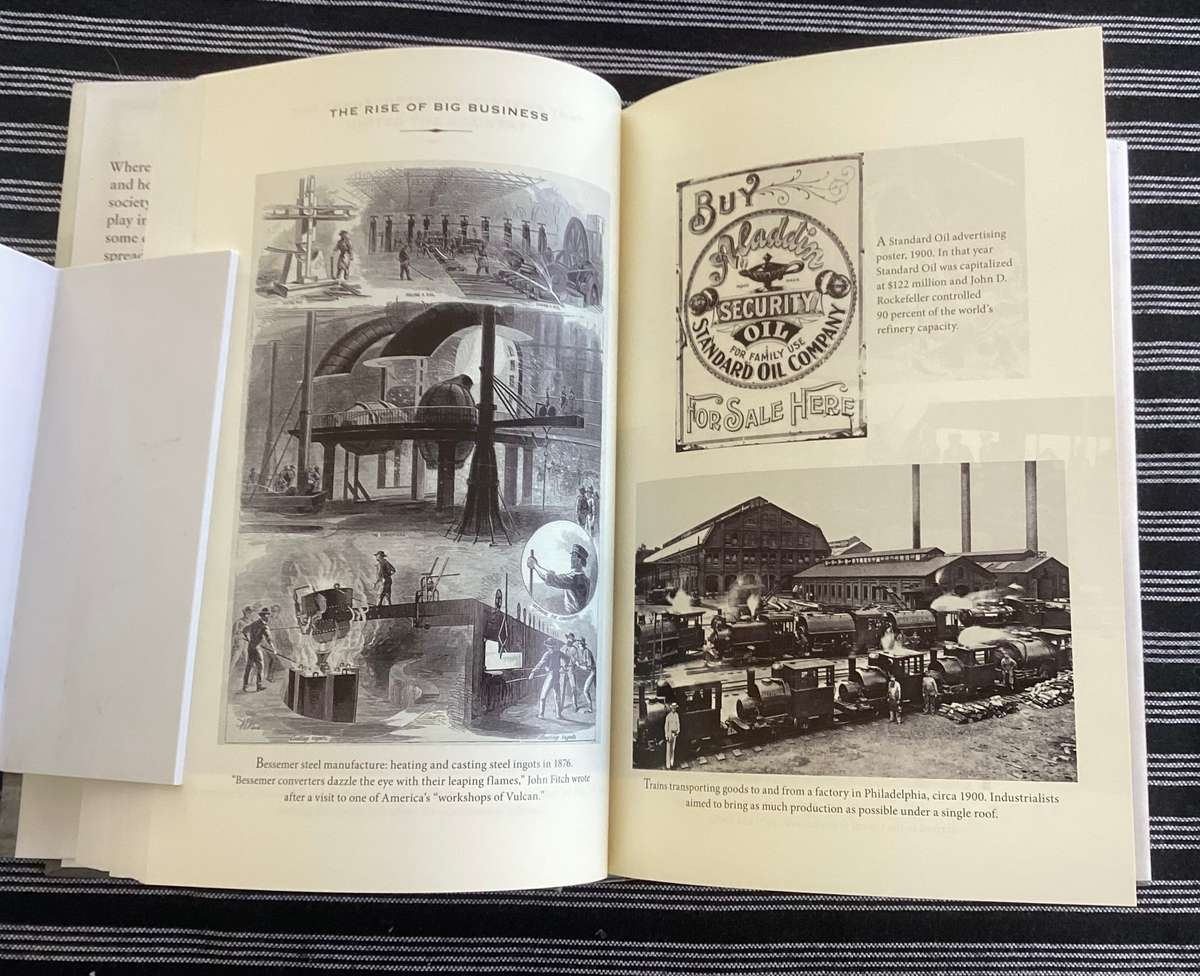 Where
and he
society
play in
some
spread
THE RISE OF BIG BUSINESS
Bessemer steel manufacture: heating and casting steel ingots in 1876.
“Bessemer converters dazzle the eye with their leaping flames,” John Fitch wrote
after a visit to one of America’s “workshops of Vulcan.”
BUY
Aladdin
SECURITY
OIL
FOR FAMILY USE
STANDARD OIL COMPANY
FOR SALE HERE
A Standard Oil advertising
poster, 1900. In that year
Standard Oil was capitalized
at $122 million and John D.
Rockefeller controlled
90 percent of the world’s
refinery capacity.
Trains transporting goods to and from a factory in Philadelphia, circa 1900. Industrialists
aimed to bring as much production as possible under a single roof.